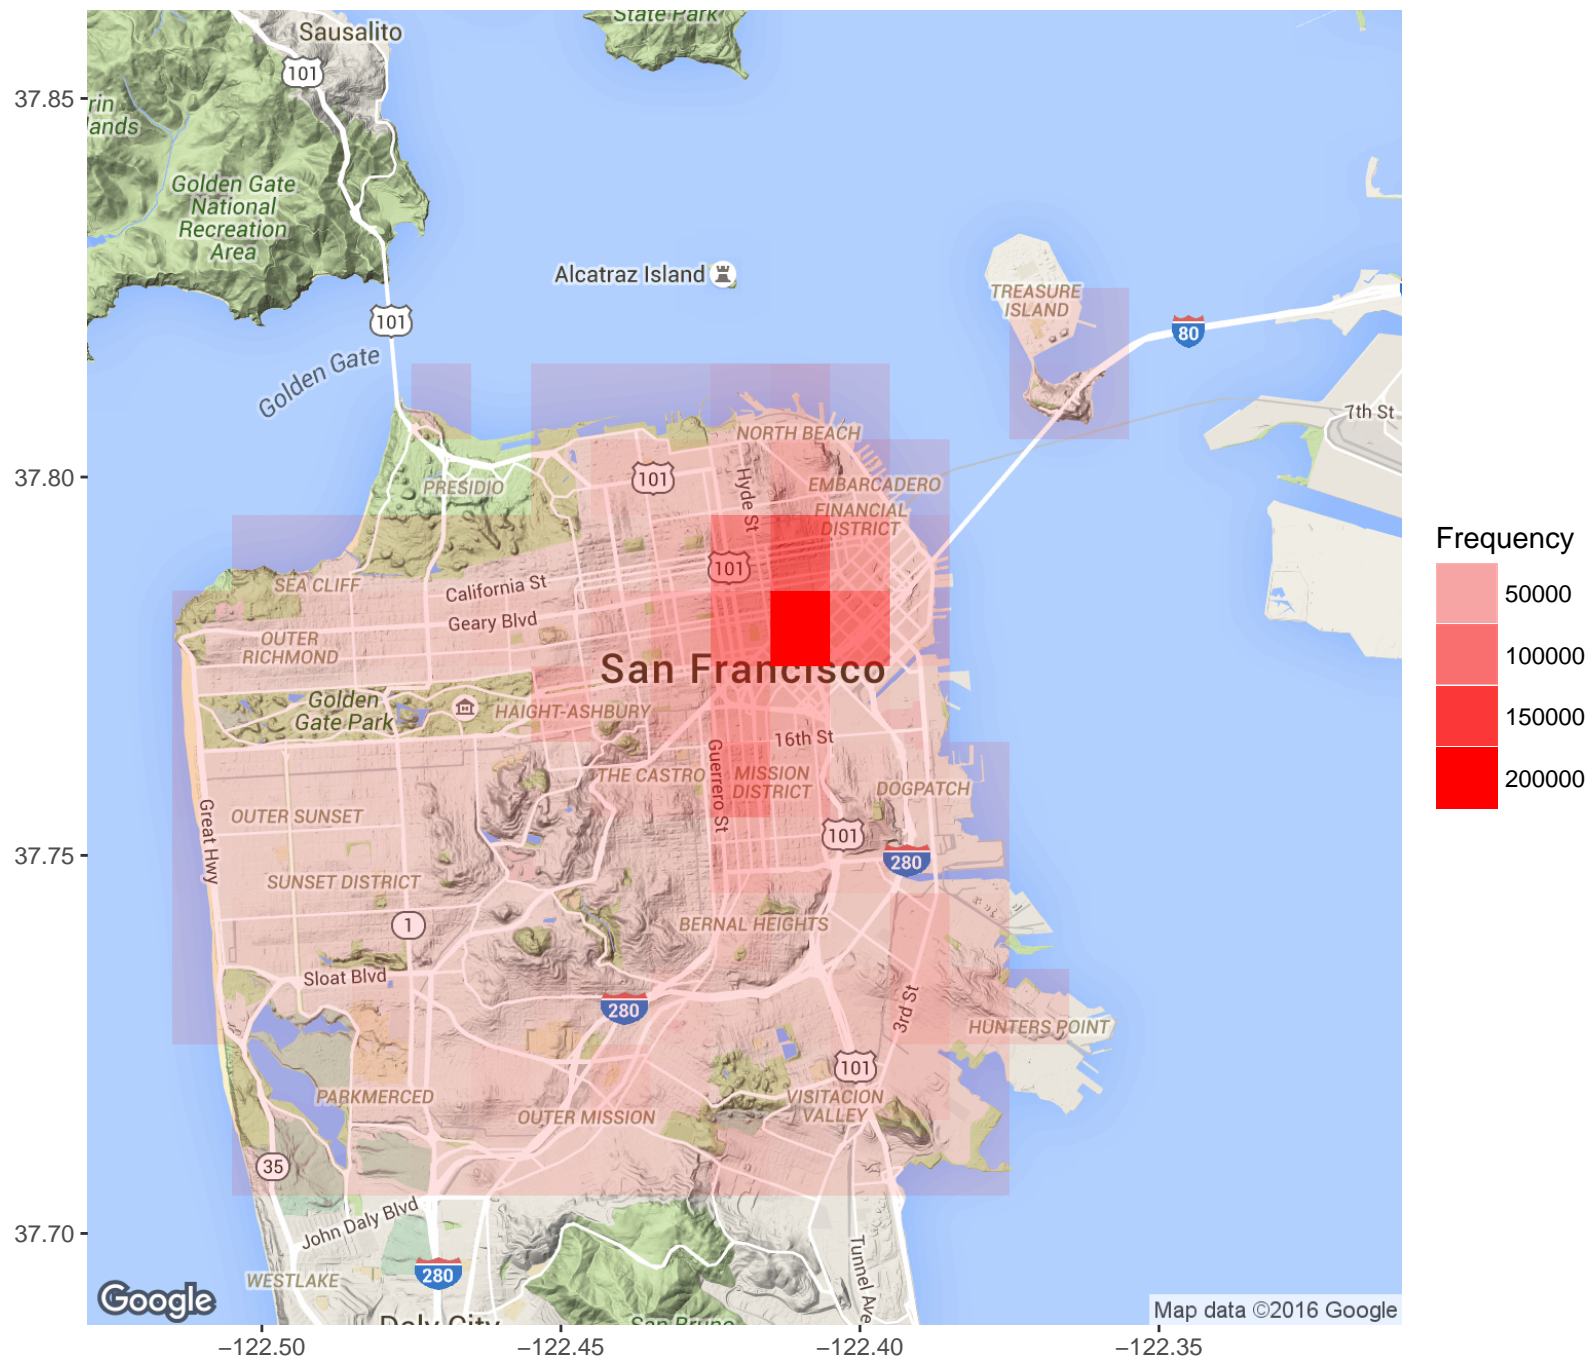 State Park
Sausalito
101
37.85
rin
lands
Golden Gate
National
Recreation
Area
Alcatraz Island
TREASURE
ISLAND
101
80
Golden Gate
7th St
NORTH BEACH
37.80
101
Hyde St
PRESIDIO
EMBARCADERO
FINANCIAL
DISTRICT
Frequency
101
SEA CLIFF
California St
50000
Geary Blvd
OUTER
RICHMOND
100000
San Francisco
Golden
Gate Park
HAIGHT-ASHBURY
150000
16th St
Guerrero St
THE CASTRO
MISSION
DISTRICT
DOGPATCH
200000
Great Hwy
OUTER SUNSET
101
37.75
280
SUNSET DISTRICT
1
BERNAL HEIGHTS
Sloat Blvd
280
3rd St
HUNTERS POINT
101
PARKMERCED
OUTER MISSION
VISITACION
VALLEY
35
37.70
John Daly Blvd
Tunnel Ave
WESTLAKE
280
Google
Daly City
San Bruno
Map data ©2016 Google
−122.50
−122.45
−122.40
−122.35